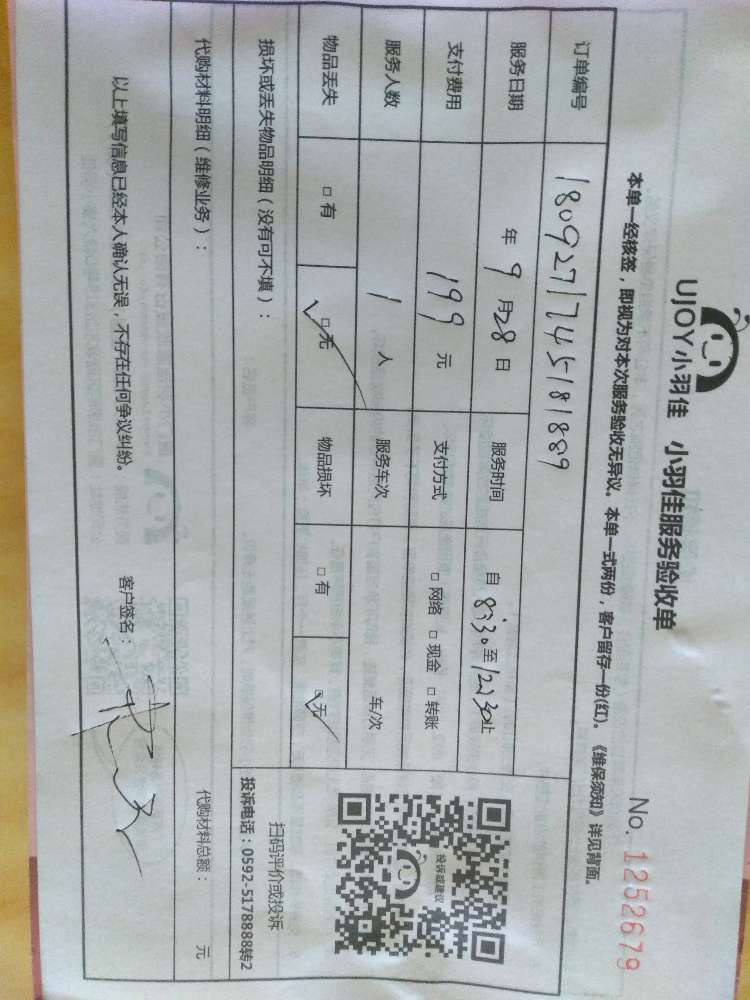 UJOY小羽佳 小羽佳服务验收单
No. 1252679
本单一经核签，即视为对本次服务验收无异议。本单一式两份，客户留存一份(红)。《维保须知》详见背面。
订单编号 1809271745181889
服务日期 年 9 月 28 日 服务时间 自 8:30 至 12:30 止
支付费用 199 元 支付方式 □ 网络 □ 现金 □ 转账
服务人数 1 人 服务车次 车/次
物品丢失 □ 有 □ 无 物品损坏 □ 有 □ 无
投诉或建议
损坏或丢失物品明细（没有可不填）：
扫码评价或投诉
投诉电话：0592-5178888转2
代购材料明细（维修业务）： 代购材料总额： 元
以上填写信息已经本人确认无误，不存在任何争议纠纷。 客户签名：